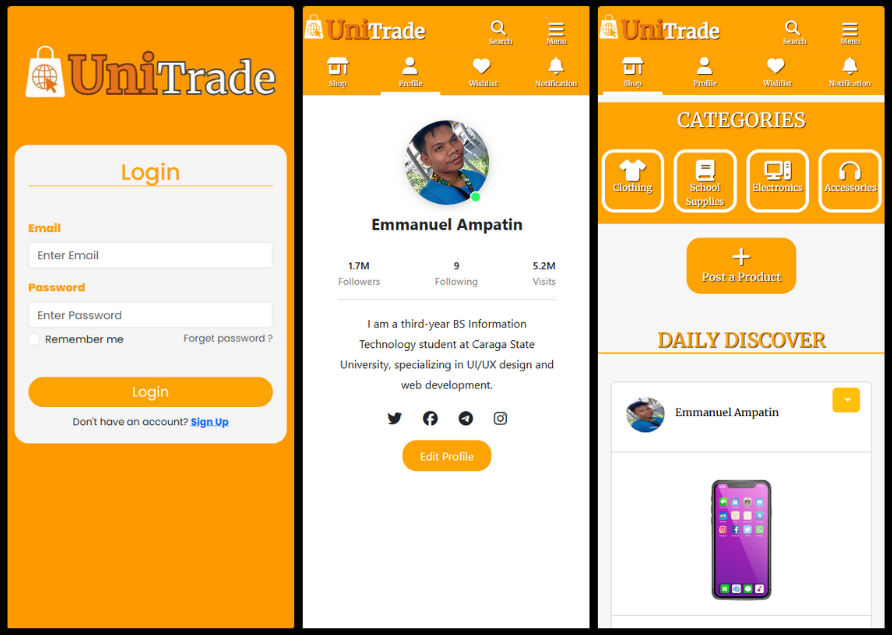 UniTrade
Login
Email
Enter Email
Password
Enter Password
Remember me
Forget password ?
Login
Don't have an account? Sign Up
UniTrade
Search
Menu
Shop
Profile
Wishlist
Notification
Emmanuel Ampatin
1.7M
Followers
9
Following
5.2M
Visits
I am a third-year BS Information
Technology student at Caraga State
University, specializing in UI/UX design and
web development.
Edit Profile
UniTrade
Search
Menu
Shop
Profile
Wishlist
Notification
CATEGORIES
Clothing
School
Supplies
Electronics
Accessories
Post a Product
DAILY DISCOVER
Emmanuel Ampatin